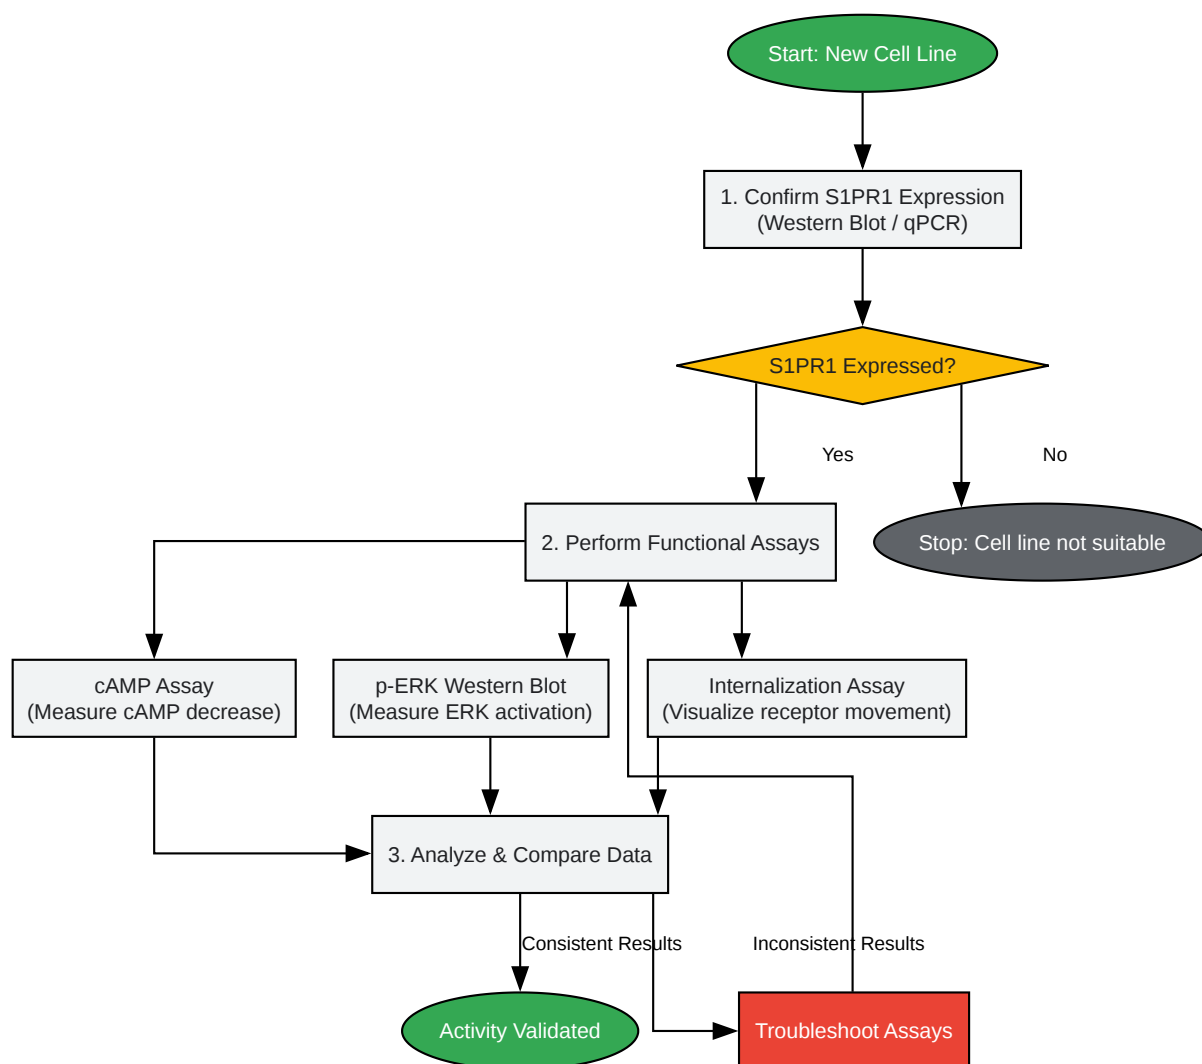 Start: New Cell Line
1. Confirm S1PR1 Expression
(Western Blot / qPCR)
S1PR1 Expressed?
Yes
No
2. Perform Functional Assays
Stop: Cell line not suitable
cAMP Assay
(Measure cAMP decrease)
p-ERK Western Blot
(Measure ERK activation)
Internalization Assay
(Visualize receptor movement)
3. Analyze & Compare Data
Consistent Results
Inconsistent Results
Activity Validated
Troubleshoot Assays